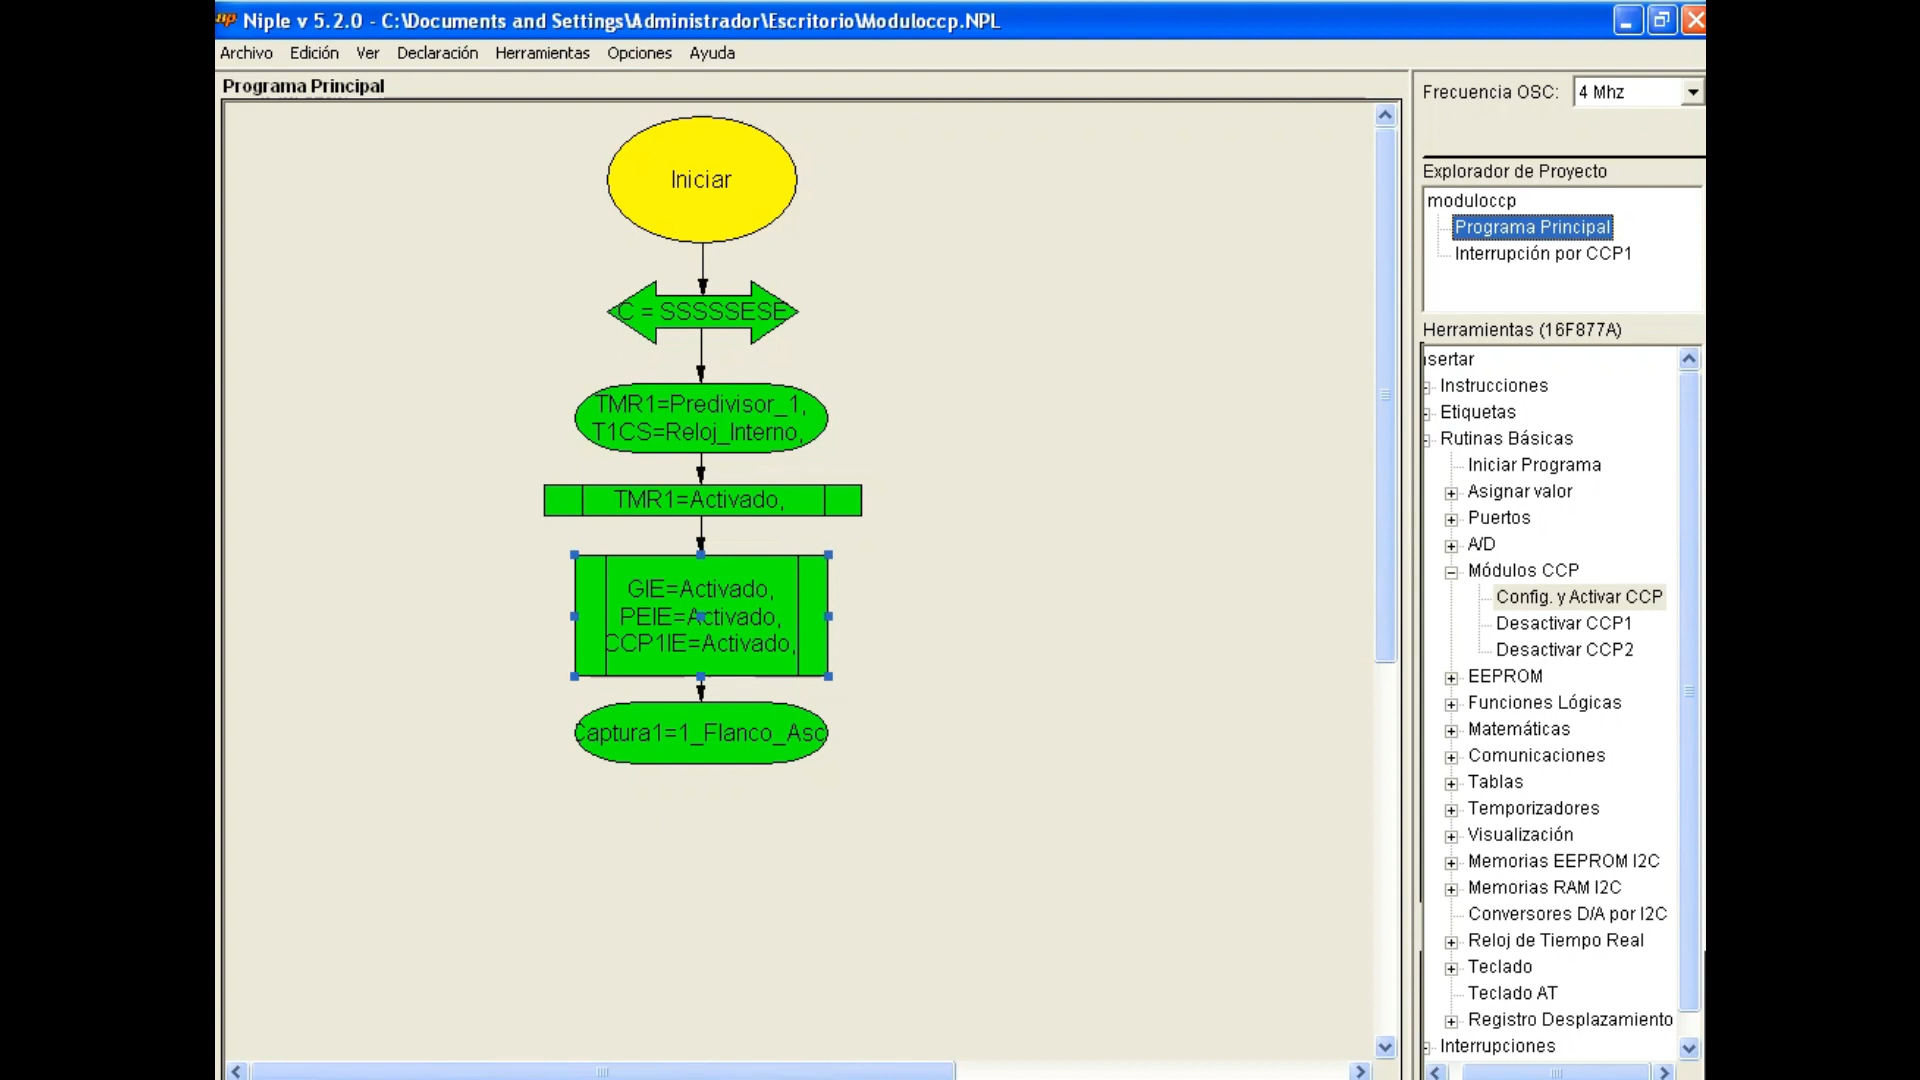 Niple v 5.2.0 - C:\Documents and Settings\Administrador\Escritorio\Moduloccp.NPL
Archivo Edición Ver Declaración Herramientas Opciones Ayuda
Programa Principal
Iniciar
C = SSSSSESE
TMR1=Predivisor_1,
T1CS=Reloj_Interno,
TMR1=Activado,
GIE=Activado,
PEIE=Activado,
CCP1IE=Activado,
Captura1=1_Flanco_Asc
Frecuencia OSC: 4 Mhz
Explorador de Proyecto
moduloccp
Programa Principal
Interrupción por CCP1
Herramientas (16F877A)
nsertar
Instrucciones
Etiquetas
Rutinas Básicas
Iniciar Programa
Asignar valor
Puertos
A/D
Módulos CCP
Config. y Activar CCP
Desactivar CCP1
Desactivar CCP2
EEPROM
Funciones Lógicas
Matemáticas
Comunicaciones
Tablas
Temporizadores
Visualización
Memorias EEPROM I2C
Memorias RAM I2C
Conversores D/A por I2C
Reloj de Tiempo Real
Teclado
Teclado AT
Registro Desplazamiento
Interrupciones